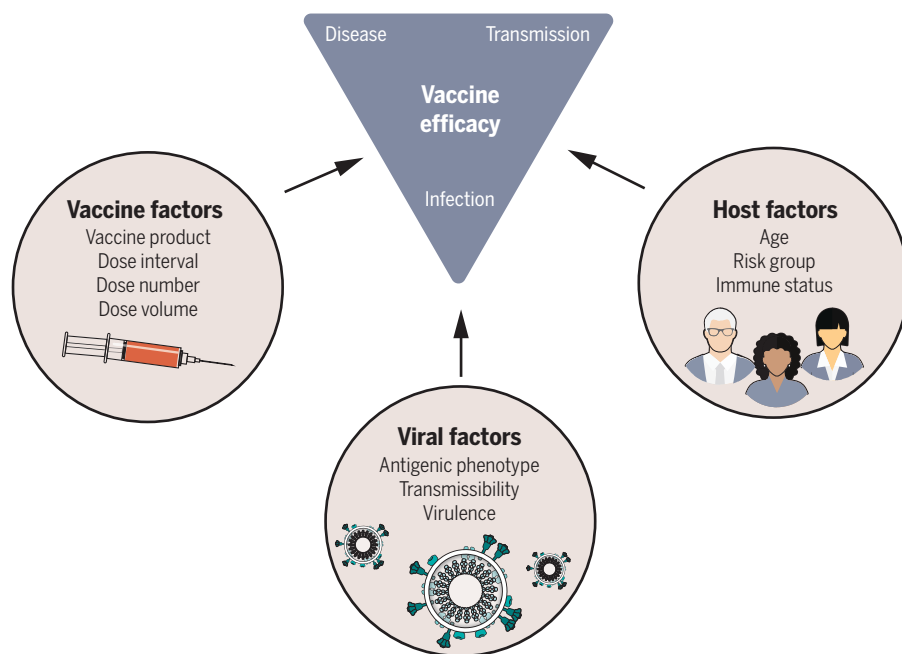 Disease
Transmission
Vaccine
efficacy
Infection
Vaccine factors
Vaccine product
Dose interval
Dose number
Dose volume
Host factors
Age
Risk group
Immune status
Viral factors
Antigenic phenotype
Transmissibility
Virulence